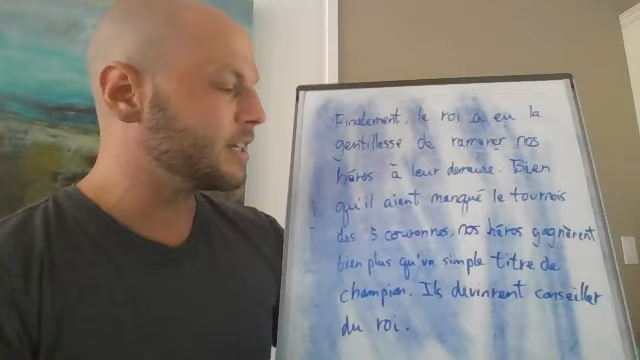 Finalement, le roi a eu la
gentillesse de ramener nos
héros à leur demeure. Bien
qu'il aient manqué le tournois
des 5 couronnes, nos héros gagnèrent
bien plus qu'un simple titre de
champion. Ils devinrent conseiller
du roi.